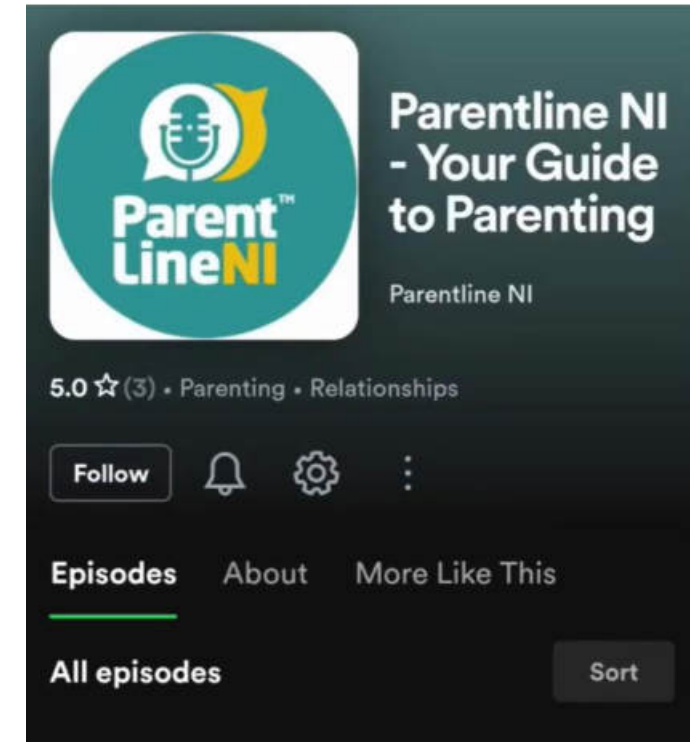 Parent™
LineNI
Parentline NI
- Your Guide
to Parenting
Parentline NI
5.0 ☆ (3) • Parenting • Relationships
Follow
Episodes About More Like This
All episodes Sort